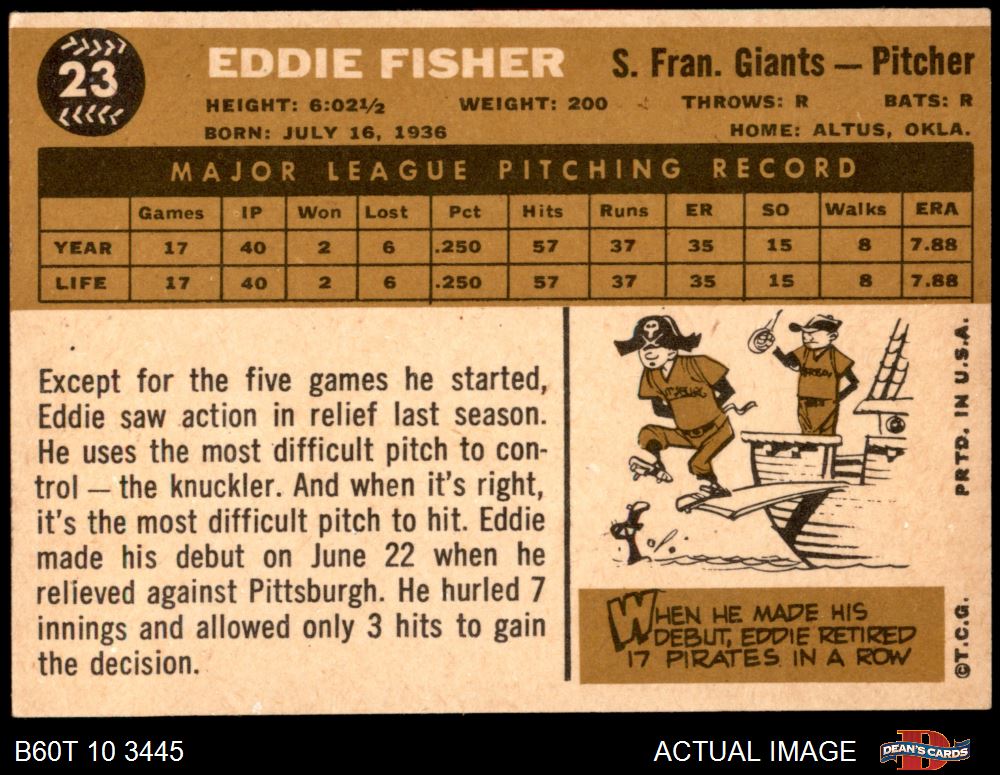 23
EDDIE FISHER
S. Fran. Giants — Pitcher
HEIGHT: 6:02½ WEIGHT: 200 THROWS: R BATS: R
BORN: JULY 16, 1936 HOME: ALTUS, OKLA.
MAJOR LEAGUE PITCHING RECORD
Games IP Won Lost Pct Hits Runs ER SO Walks ERA
YEAR 17 40 2 6 .250 57 37 35 15 8 7.88
LIFE 17 40 2 6 .250 57 37 35 15 8 7.88
Except for the five games he started,
Eddie saw action in relief last season.
He uses the most difficult pitch to con-
trol — the knuckler. And when it's right,
it's the most difficult pitch to hit. Eddie
made his debut on June 22 when he
relieved against Pittsburgh. He hurled 7
innings and allowed only 3 hits to gain
the decision.
WHEN HE MADE HIS
DEBUT, EDDIE RETIRED
17 PIRATES IN A ROW
PRTD. IN U.S.A.
©T.C.G.
B60T 10 3445
ACTUAL IMAGE
DEAN'S CARDS